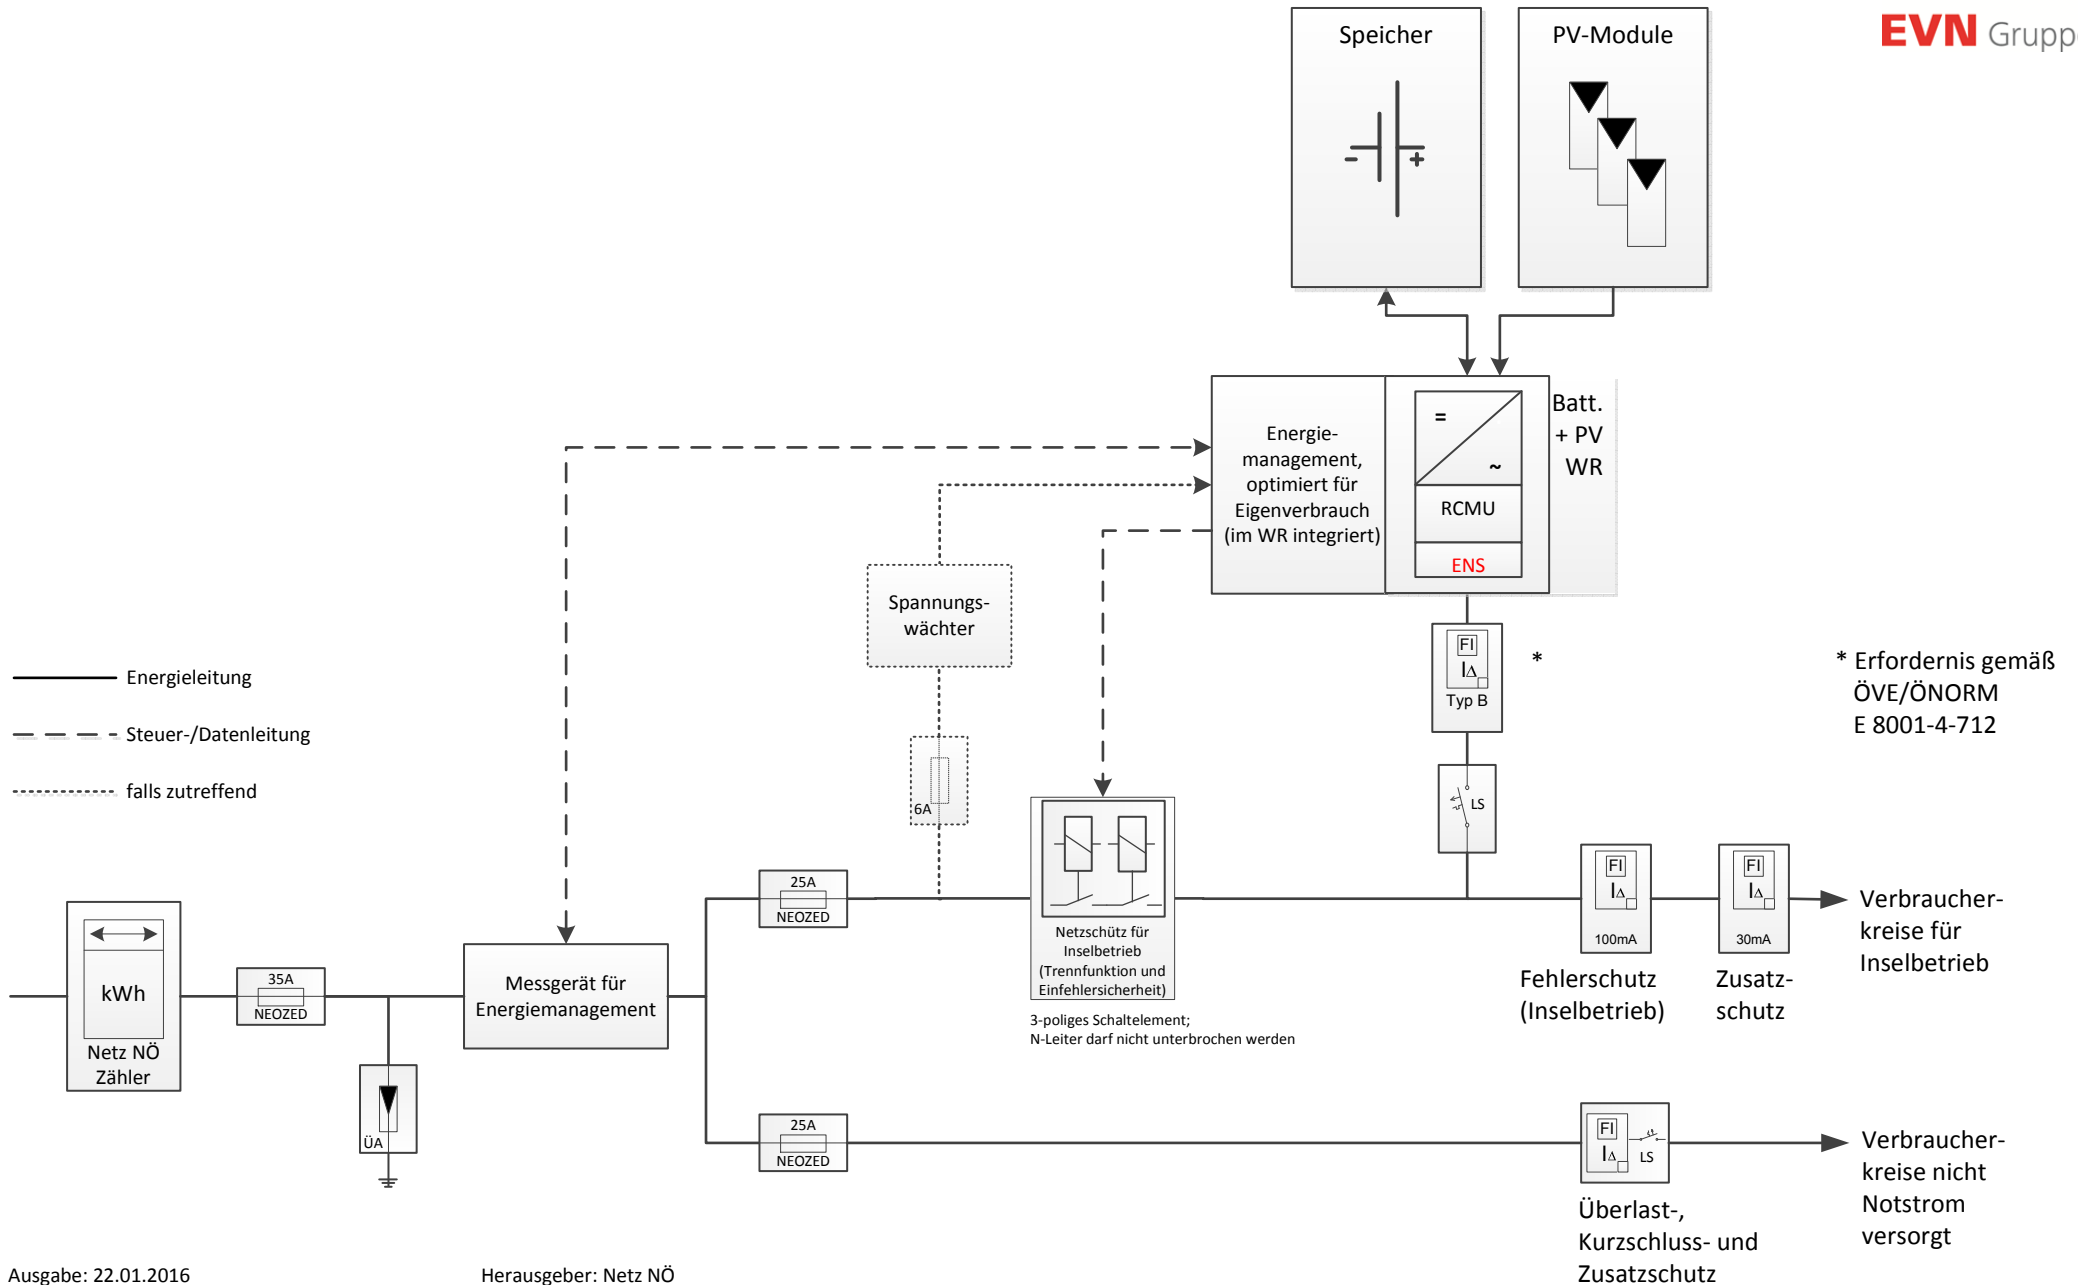 Speicher
PV-Module
EVN Grupp
-
+
Energie-
management,
optimiert für
Eigenverbrauch
(im WR integriert)
=
~
RCMU
ENS
Batt.
+ PV
WR
Spannungs-
wächter
6A
FI
I∆
Typ B
*
* Erfordernis gemäß
ÖVE/ÖNORM
E 8001-4-712
LS
Energieleitung
Steuer-/Datenleitung
falls zutreffend
kWh
Netz NÖ
Zähler
35A
NEOZED
ÜA
Messgerät für
Energiemanagement
25A
NEOZED
Netzschütz für
Inselbetrieb
(Trennfunktion und
Einfehlersicherheit)
3-poliges Schaltelement;
N-Leiter darf nicht unterbrochen werden
FI
I∆
100mA
Fehlerschutz
(Inselbetrieb)
FI
I∆
30mA
Zusatz-
schutz
Verbraucher-
kreise für
Inselbetrieb
25A
NEOZED
FI
I∆
LS
Überlast-,
Kurzschluss- und
Zusatzschutz
Verbraucher-
kreise nicht
Notstrom
versorgt
Ausgabe: 22.01.2016
Herausgeber: Netz NÖ